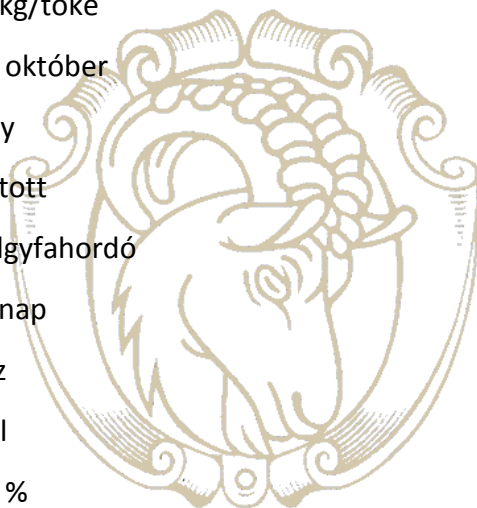 kg/tőke
október
y
tott
lgyfahordó
nap
z
l
%